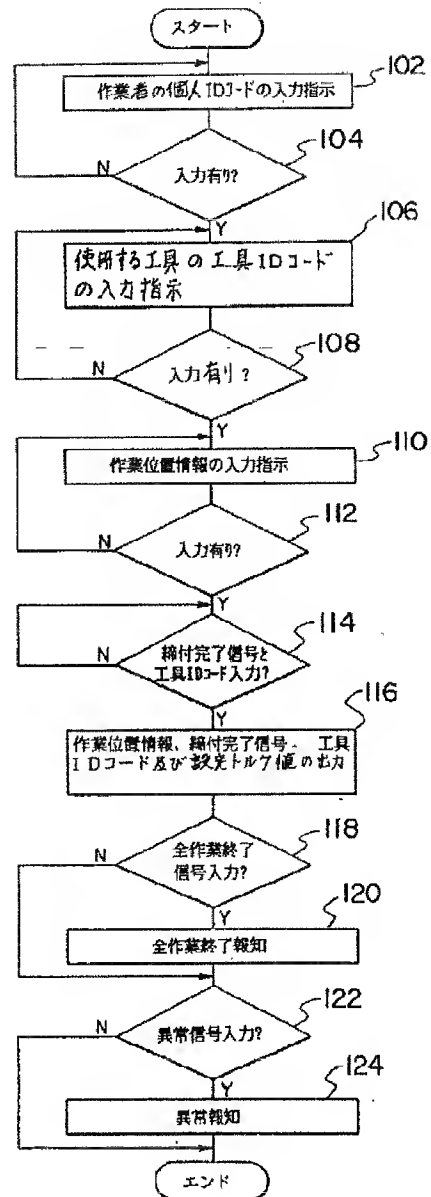 スタート
102
作業者の個人IDコードの入力指示
104
入力有り?
N
Y
106
使用する工具の工具IDコード
の入力指示
108
入力有り?
N
Y
110
作業位置情報の入力指示
112
入力有り?
N
Y
114
締付完了信号と
工具IDコード入力?
N
Y
116
作業位置情報、締付完了信号、工具
IDコード及び設定トルク値の出力
118
全作業終了
信号入力?
N
Y
120
全作業終了報知
122
異常信号入力?
N
Y
124
異常報知
エンド